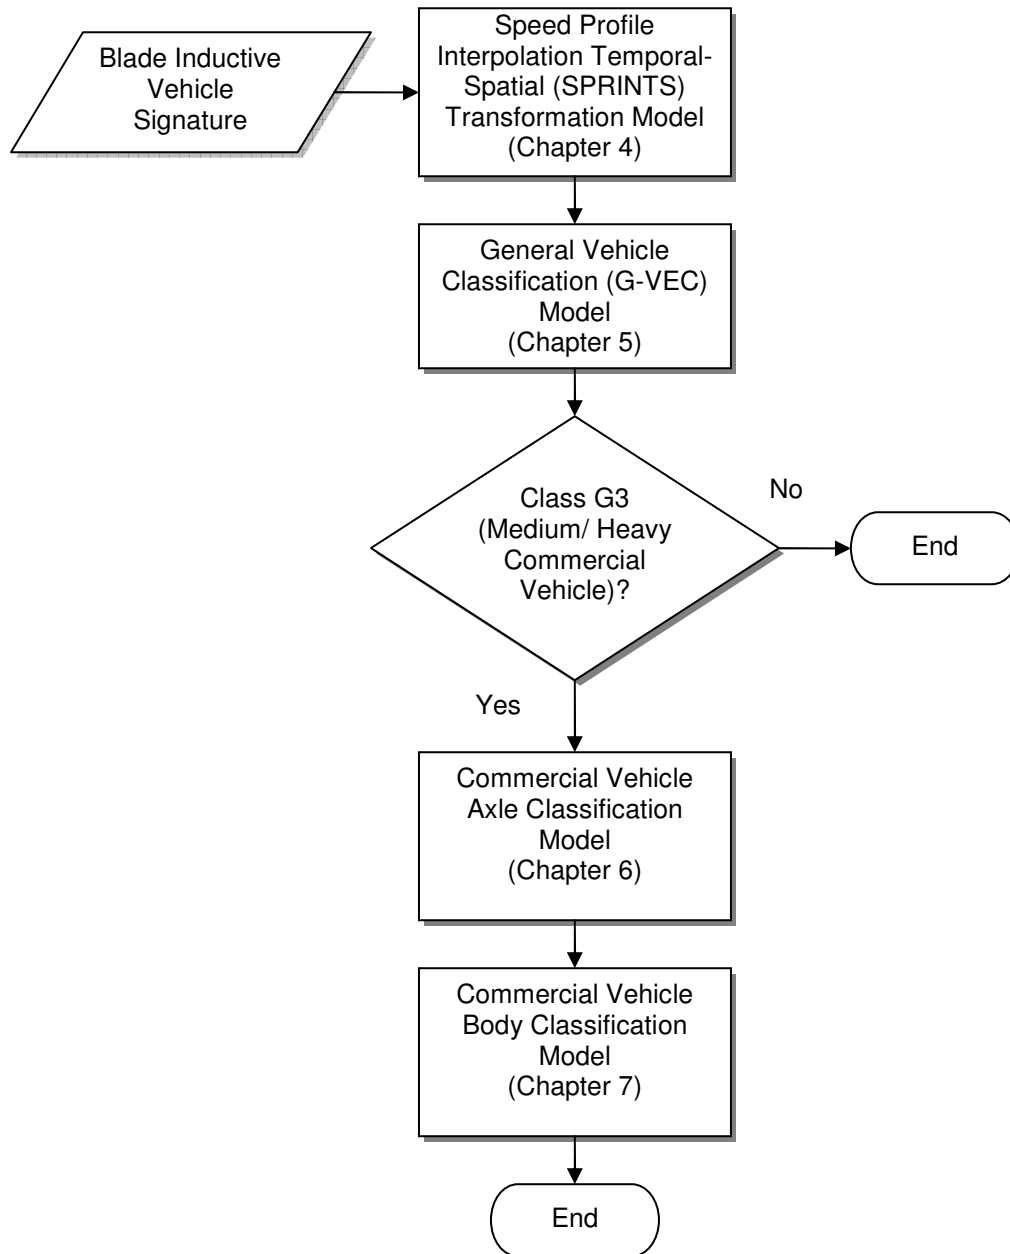 Blade Inductive
Vehicle
Signature
Speed Profile
Interpolation Temporal-
Spatial (SPRINTS)
Transformation Model
(Chapter 4)
General Vehicle
Classification (G-VEC)
Model
(Chapter 5)
Class G3
(Medium/ Heavy
Commercial
Vehicle)?
No
End
Yes
Commercial Vehicle
Axle Classification
Model
(Chapter 6)
Commercial Vehicle
Body Classification
Model
(Chapter 7)
End